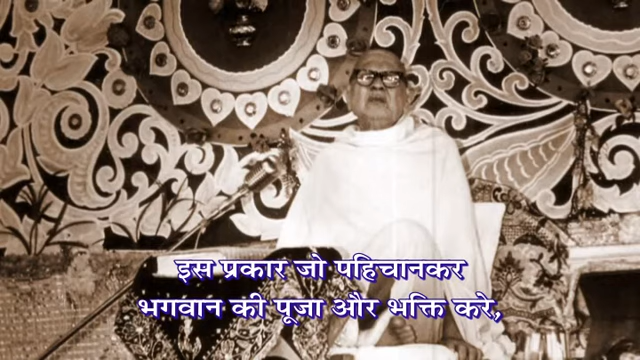 इस प्रकार जो पहिचानकर
भगवान की पूजा और भक्ति करे,